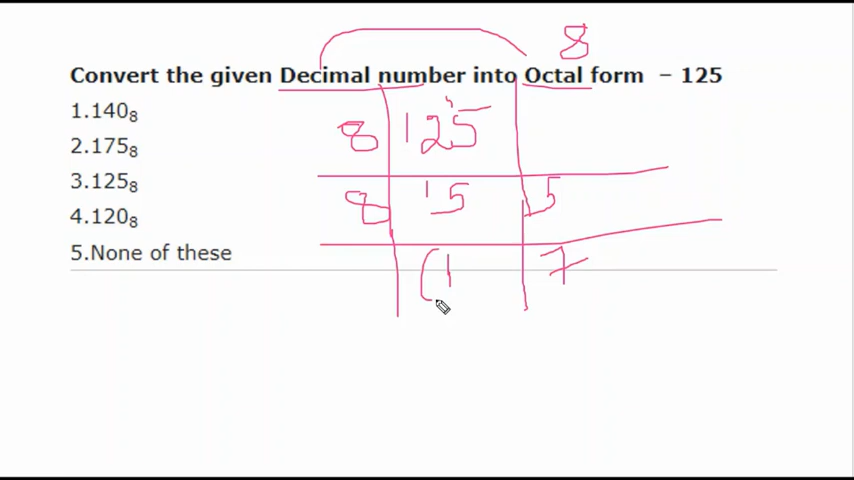 8
Convert the given Decimal number into Octal form – 125
1.140₈
2.175₈
3.125₈
4.120₈
5.None of these
8 125
8 15 5
1 7